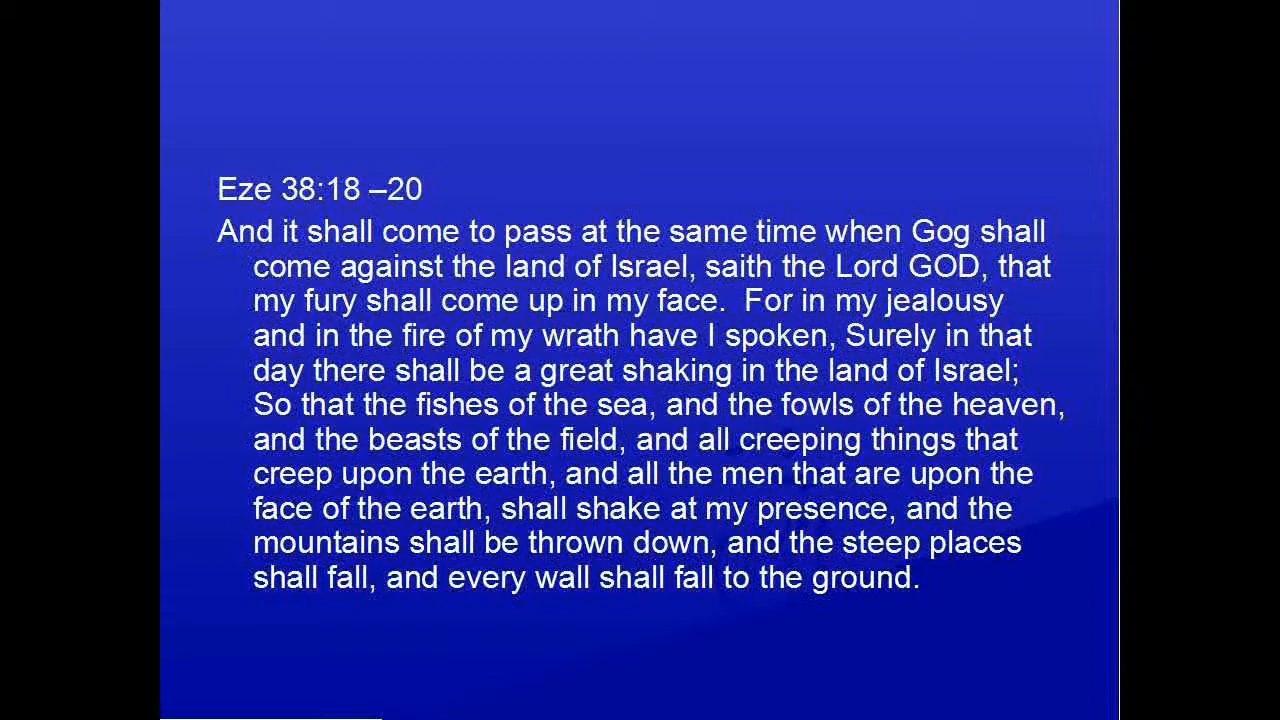 Eze 38:18 –20
And it shall come to pass at the same time when Gog shall
come against the land of Israel, saith the Lord GOD, that
my fury shall come up in my face.  For in my jealousy
and in the fire of my wrath have I spoken, Surely in that
day there shall be a great shaking in the land of Israel;
So that the fishes of the sea, and the fowls of the heaven,
and the beasts of the field, and all creeping things that
creep upon the earth, and all the men that are upon the
face of the earth, shall shake at my presence, and the
mountains shall be thrown down, and the steep places
shall fall, and every wall shall fall to the ground.